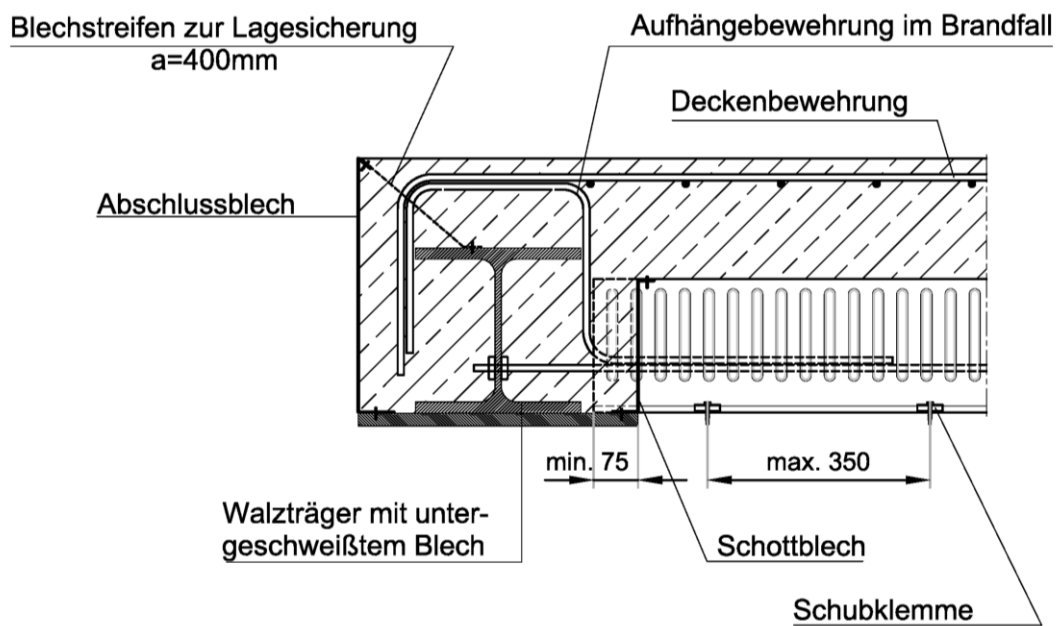 Blechstreifen zur Lagesicherung
a=400mm
Aufhängebewehrung im Brandfall
Deckenbewehrung
Abschlussblech
min. 75
max. 350
Walzträger mit unter-
geschweißtem Blech
Schottblech
Schubklemme